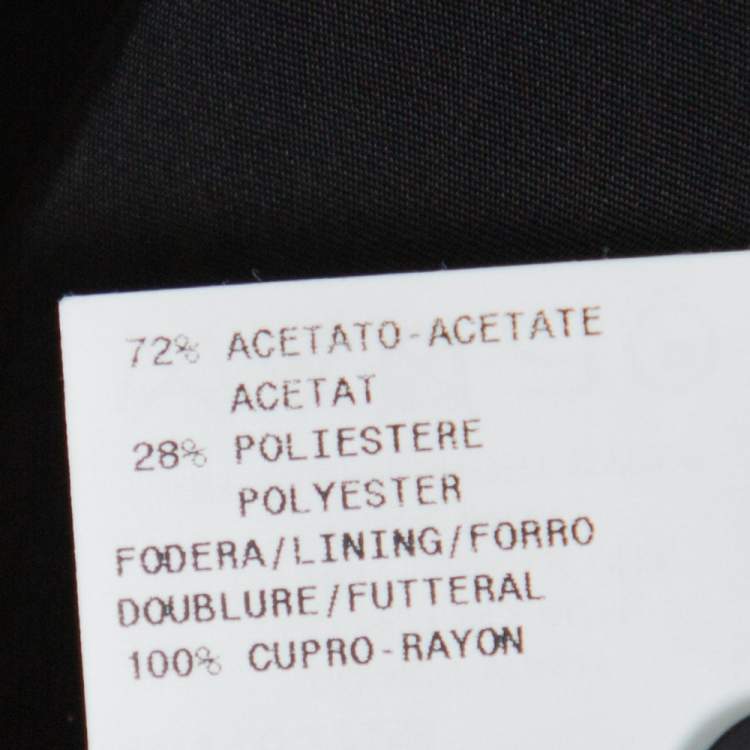 72% ACETATO-ACETATE
ACETAT
28% POLIESTERE
POLYESTER
FODERA/LINING/FORRO
DOUBLURE/FUTTERAL
100% CUPRO-RAYON